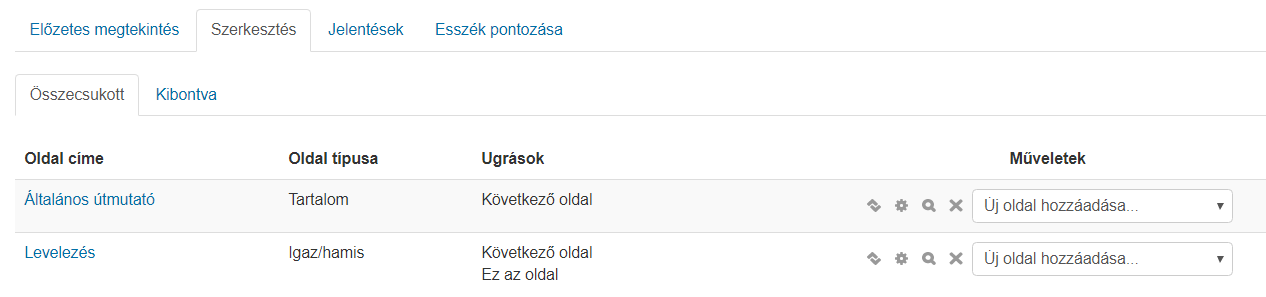 Előzetes megtekintés Szerkesztés Jelentések Esszék pontozása
Összecsukott Kibontva
Oldal címe Oldal típusa Ugrások Műveletek
Általános útmutató Tartalom Következő oldal Új oldal hozzáadása...
Levelezés Igaz/hamis Következő oldal Új oldal hozzáadása...
Ez az oldal